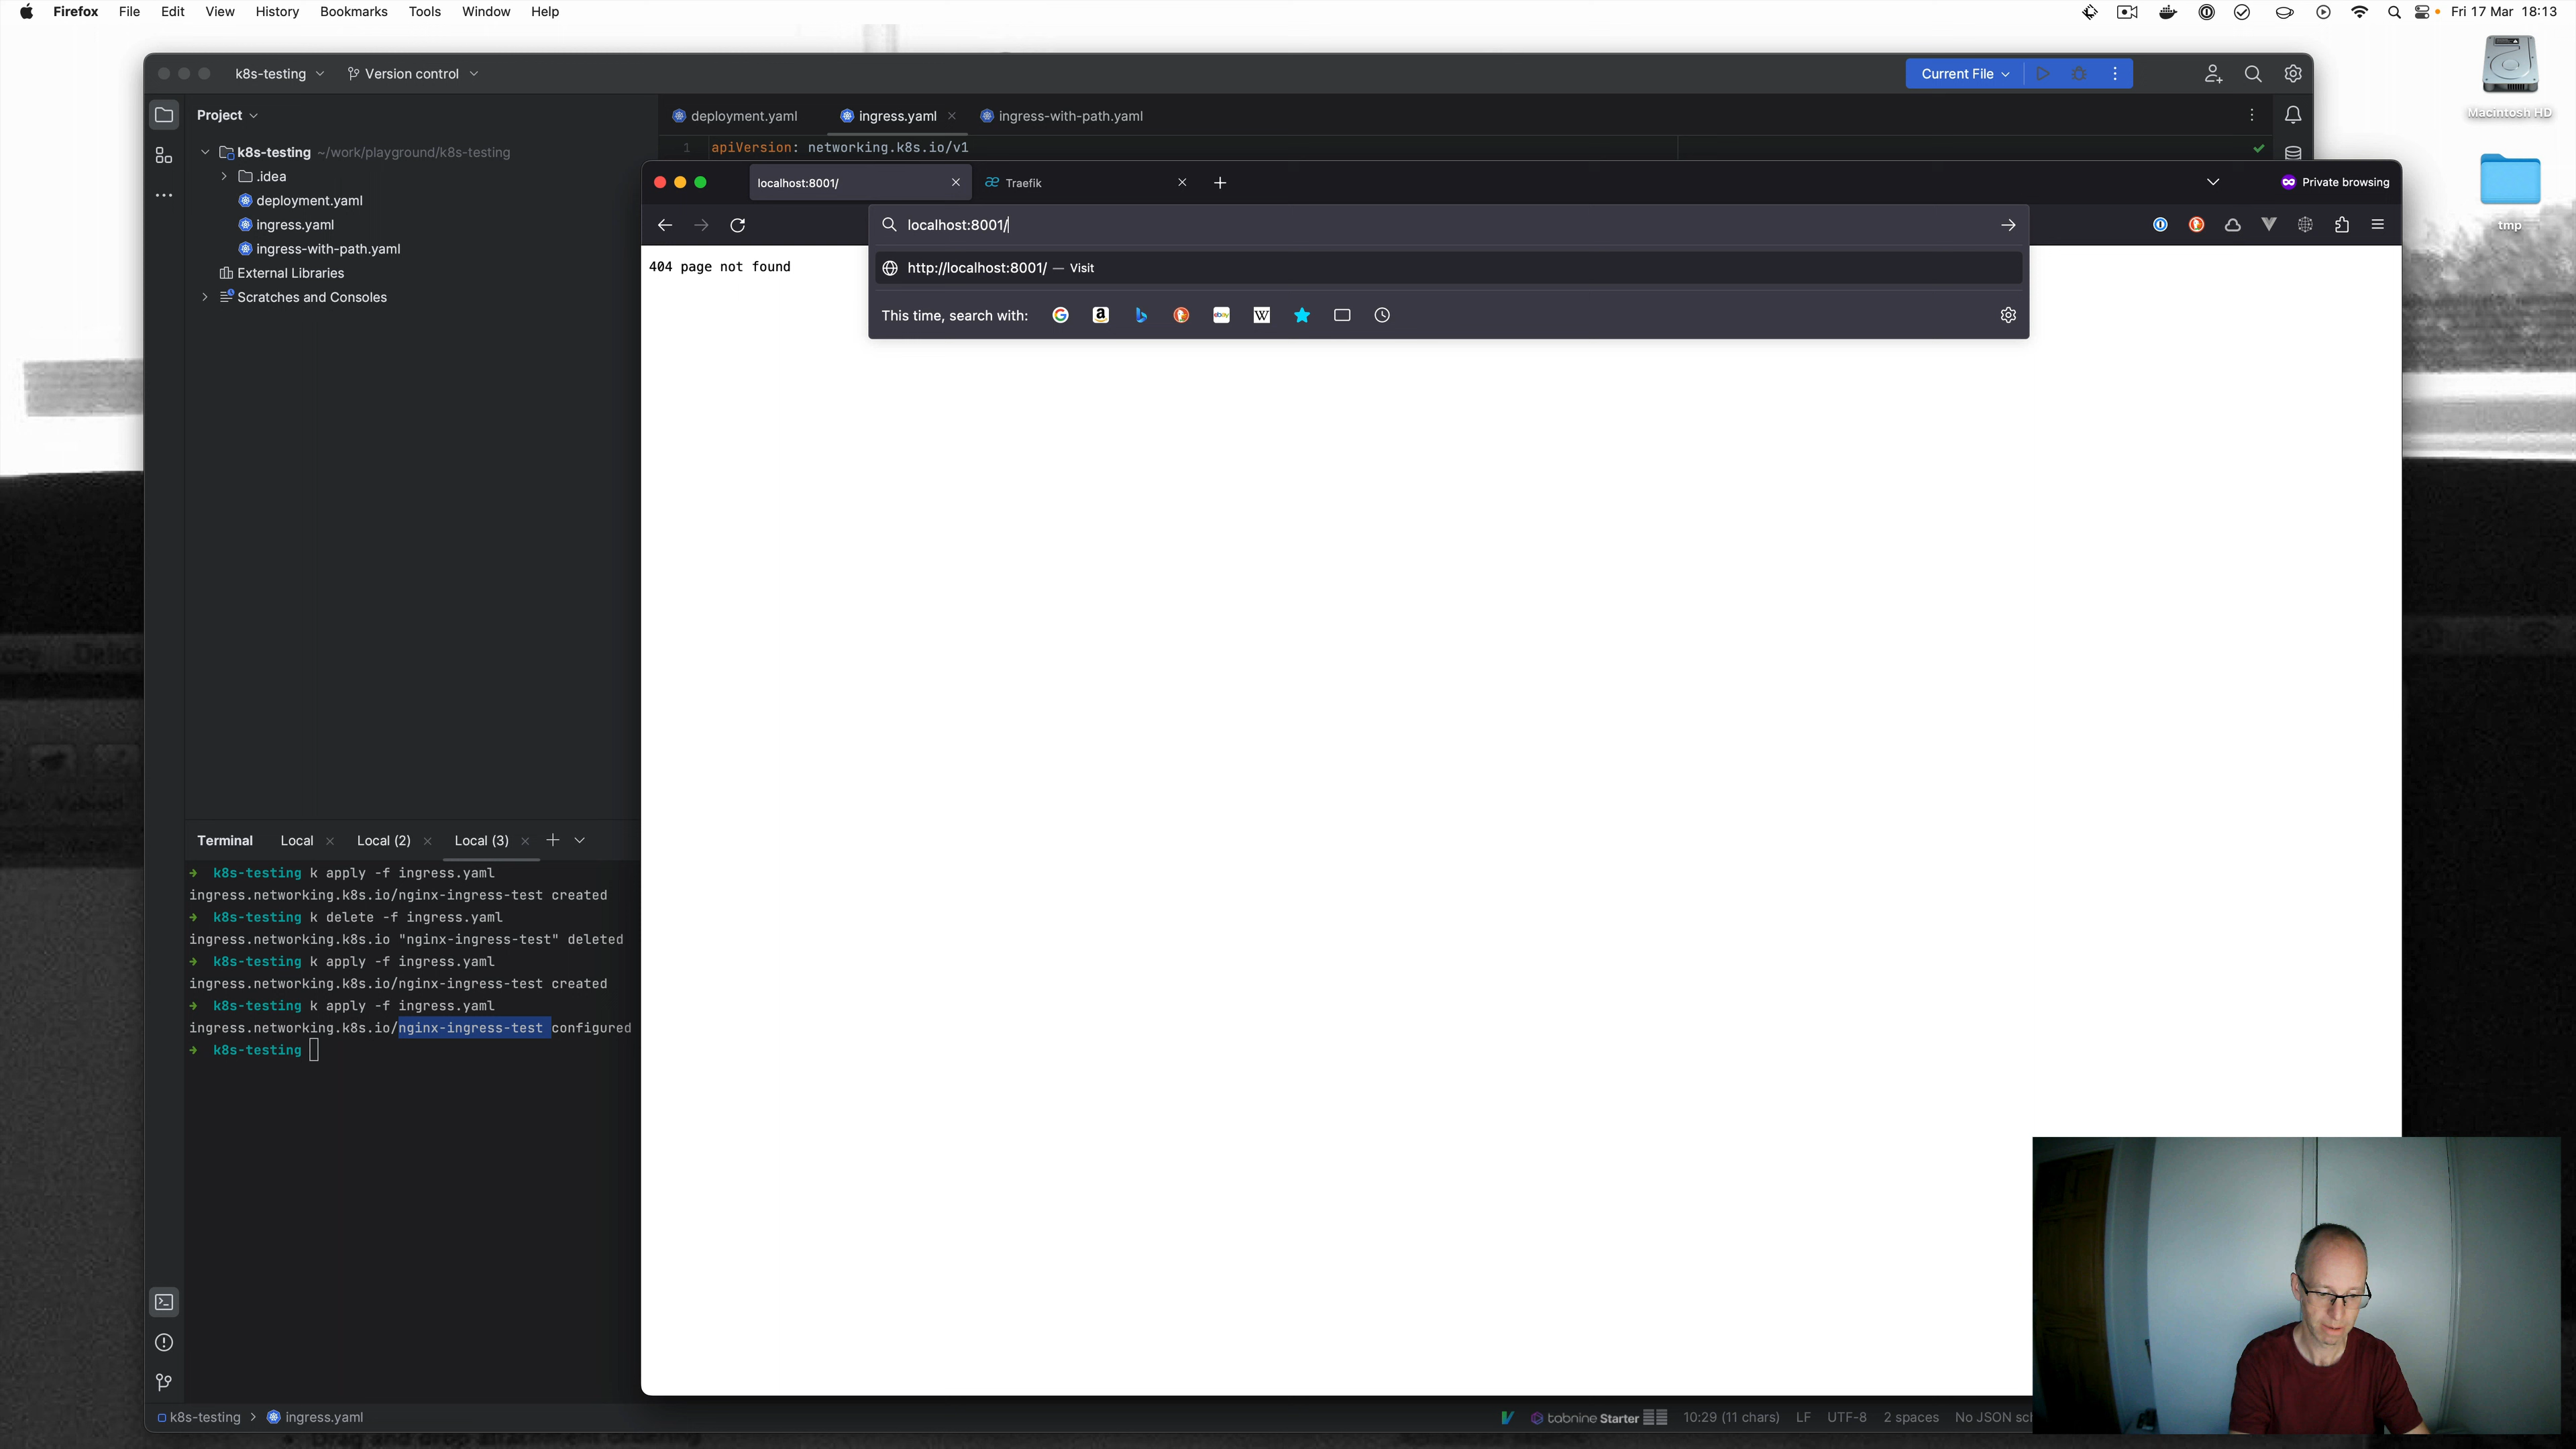 Firefox File Edit View History Bookmarks Tools Window Help
Fri 17 Mar 18:13
k8s-testing Version control
Current File
Macintosh HD
tmp
Project
k8s-testing ~/work/playground/k8s-testing
.idea
deployment.yaml
ingress.yaml
ingress-with-path.yaml
External Libraries
Scratches and Consoles
deployment.yaml ingress.yaml ingress-with-path.yaml
1 apiVersion: networking.k8s.io/v1
localhost:8001/ Traefik
Private browsing
localhost:8001/
http://localhost:8001/ — Visit
This time, search with:
404 page not found
Terminal Local Local (2) Local (3)
➜ k8s-testing k apply -f ingress.yaml
ingress.networking.k8s.io/nginx-ingress-test created
➜ k8s-testing k delete -f ingress.yaml
ingress.networking.k8s.io "nginx-ingress-test" deleted
➜ k8s-testing k apply -f ingress.yaml
ingress.networking.k8s.io/nginx-ingress-test created
➜ k8s-testing k apply -f ingress.yaml
ingress.networking.k8s.io/nginx-ingress-test configured
➜ k8s-testing
k8s-testing > ingress.yaml
tabnine Starter 10:29 (11 chars) LF UTF-8 2 spaces No JSON